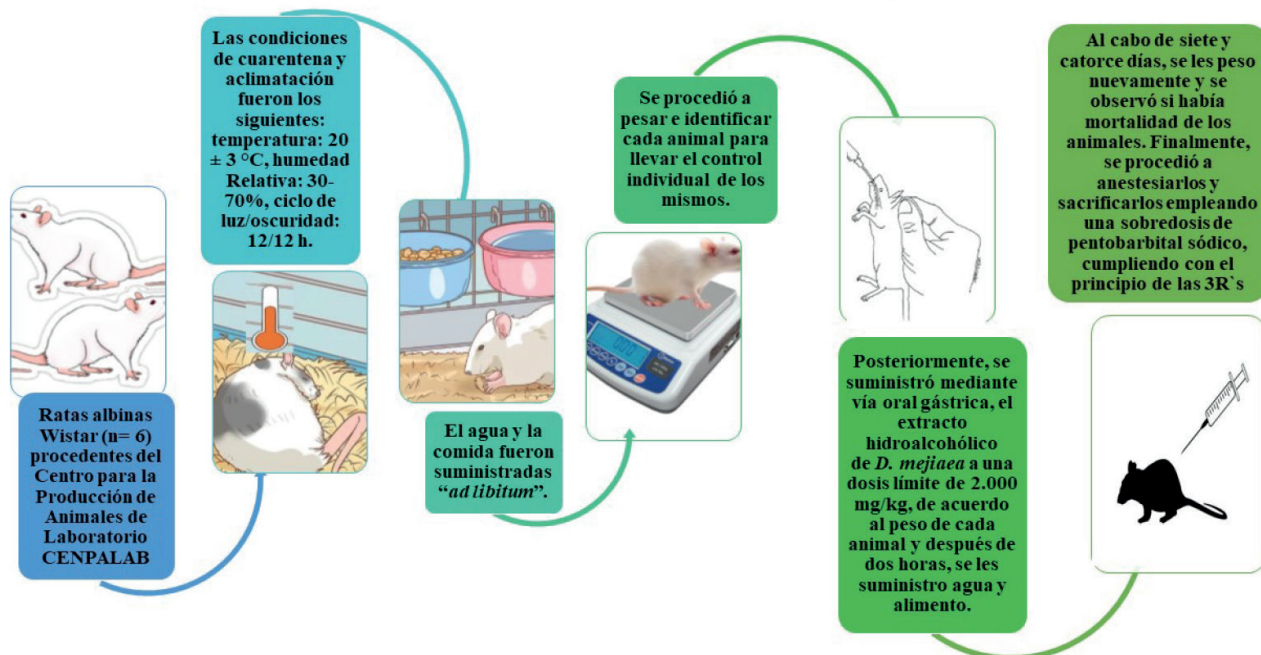 Ratas albinas
Wistar (n= 6)
procedentes del
Centro para la
Producción de
Animales de
Laboratorio
CENPALAB
Las condiciones
de cuarentena y
aclimatación
fueron los
siguientes:
temperatura: 20
± 3 °C, humedad
Relativa: 30-
70%, ciclo de
luz/oscuridad:
12/12 h.
El agua y la
comida fueron
suministradas
“ad libitum”.
Se procedió a
pesar e identificar
cada animal para
llevar el control
individual de los
mismos.
Posteriormente, se
suministró mediante
vía oral gástrica, el
extracto
hidroalcohólico
de D. mejiaea a una
dosis límite de 2.000
mg/kg, de acuerdo
al peso de cada
animal y después de
dos horas, se les
suministro agua y
alimento.
Al cabo de siete y
catorce días, se les peso
nuevamente y se
observó si había
mortalidad de los
animales. Finalmente,
se procedió a
anestesiarlos y
sacrificarlos empleando
una sobredosis de
pentobarbital sódico,
cumpliendo con el
principio de las 3R`s